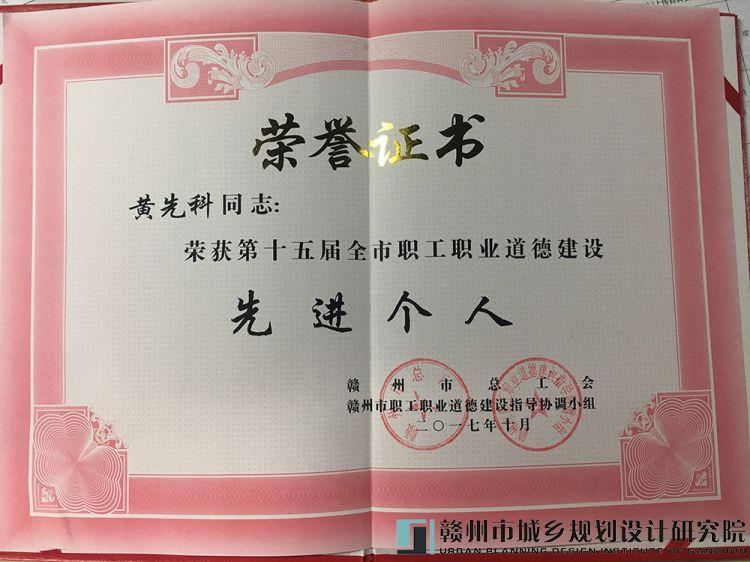 荣誉证书
黄先科同志:
荣获第十五届全市职工职业道德建设
先进个人
赣州市总工会
赣州市职工职业道德建设指导协调小组
二〇一七年十月
赣州市城乡规划设计研究院
URBAN PLANNING DESIGN INSTITUTE OF GANZHOU